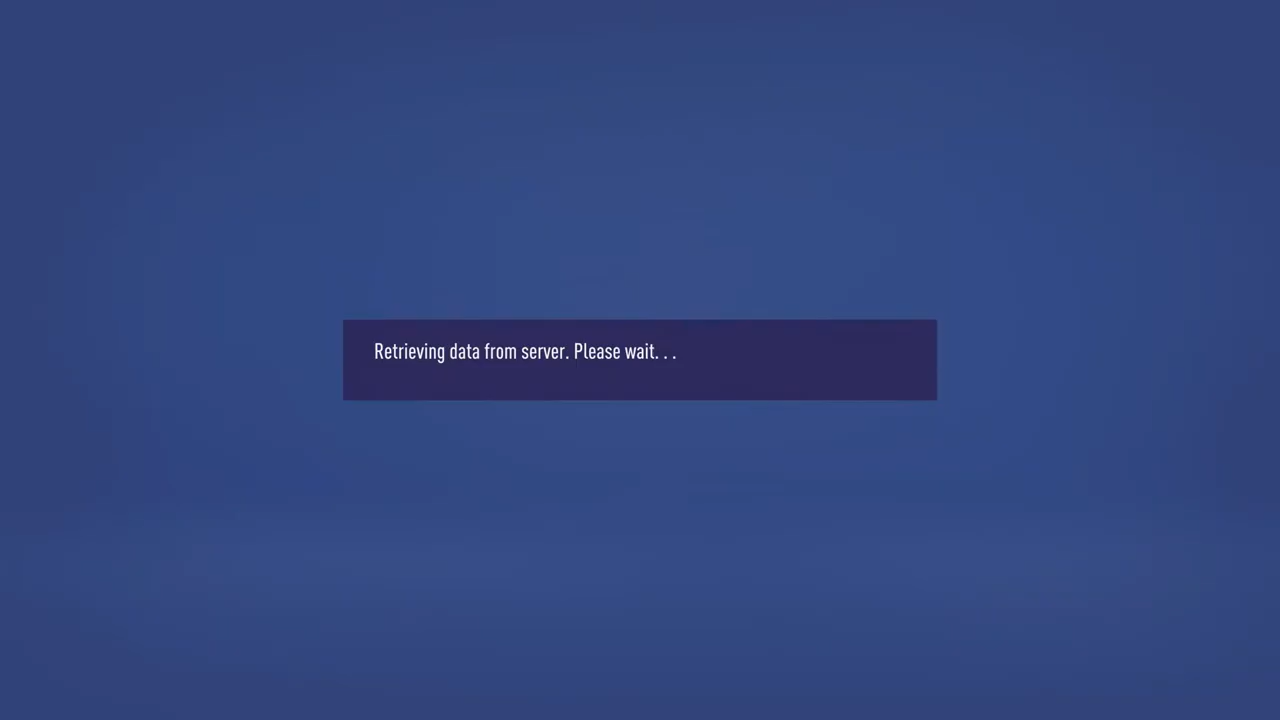 Retrieving data from server. Please wait. . .